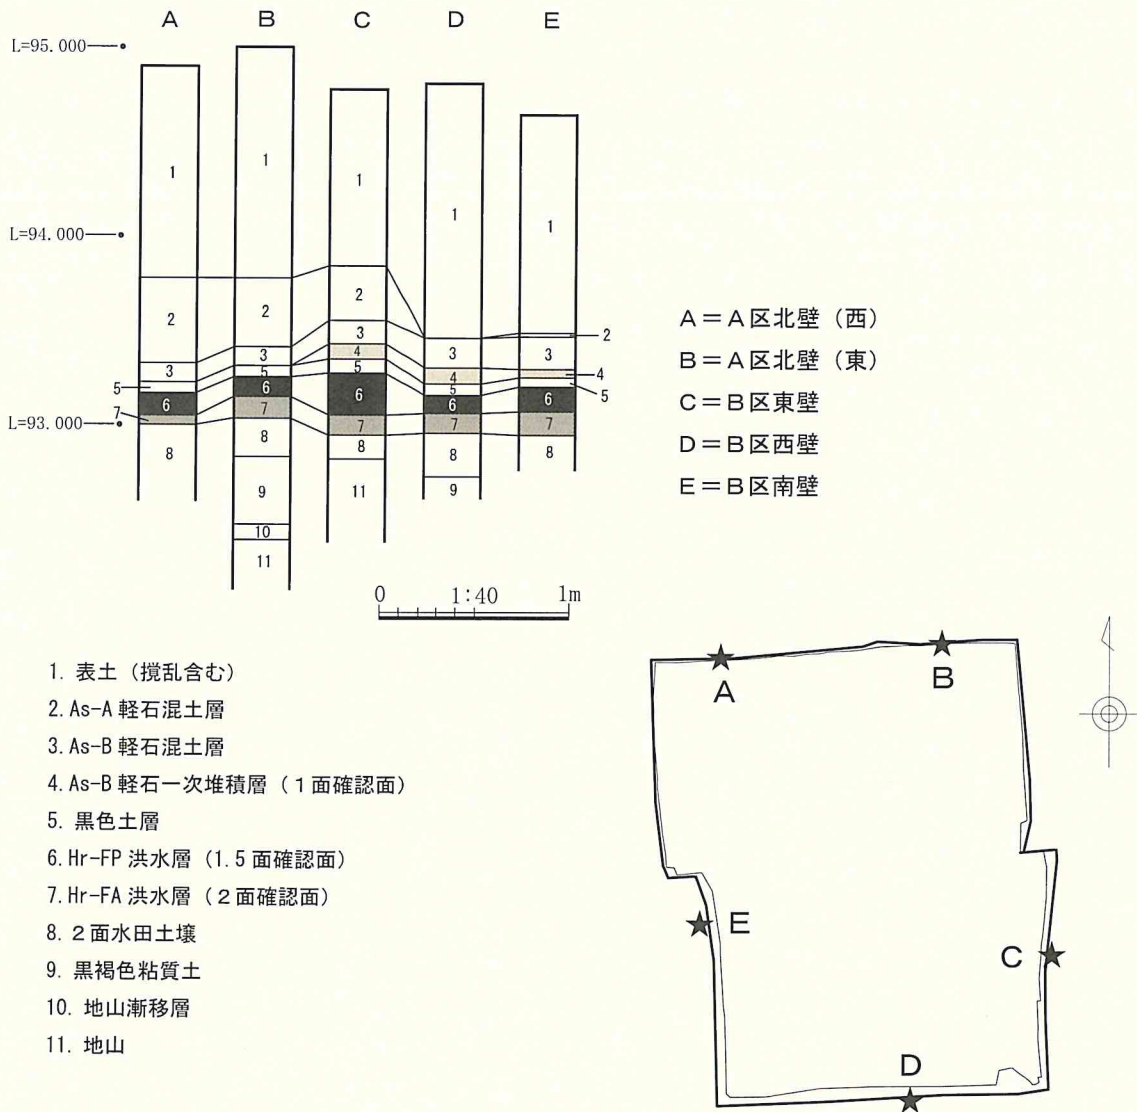 A B C D E
L=95.000
L=94.000
L=93.000
1 2 3 5 6 7 8
1 2 3 5 6 7 8 9 10 11
1 2 3 4 5 6 7 8 11
1 3 4 5 6 7 8 9
1 2 3 4 5 6 7 8
0 1:40 1m
A=A区北壁(西)
B=A区北壁(東)
C=B区東壁
D=B区西壁
E=B区南壁
1. 表土(撹乱含む)
2. As-A 軽石混土層
3. As-B 軽石混土層
4. As-B 軽石一次堆積層(1面確認面)
5. 黒色土層
6. Hr-FP 洪水層(1.5面確認面)
7. Hr-FA 洪水層(2面確認面)
8. 2面水田土壌
9. 黒褐色粘質土
10. 地山漸移層
11. 地山
A
B
E
C
D